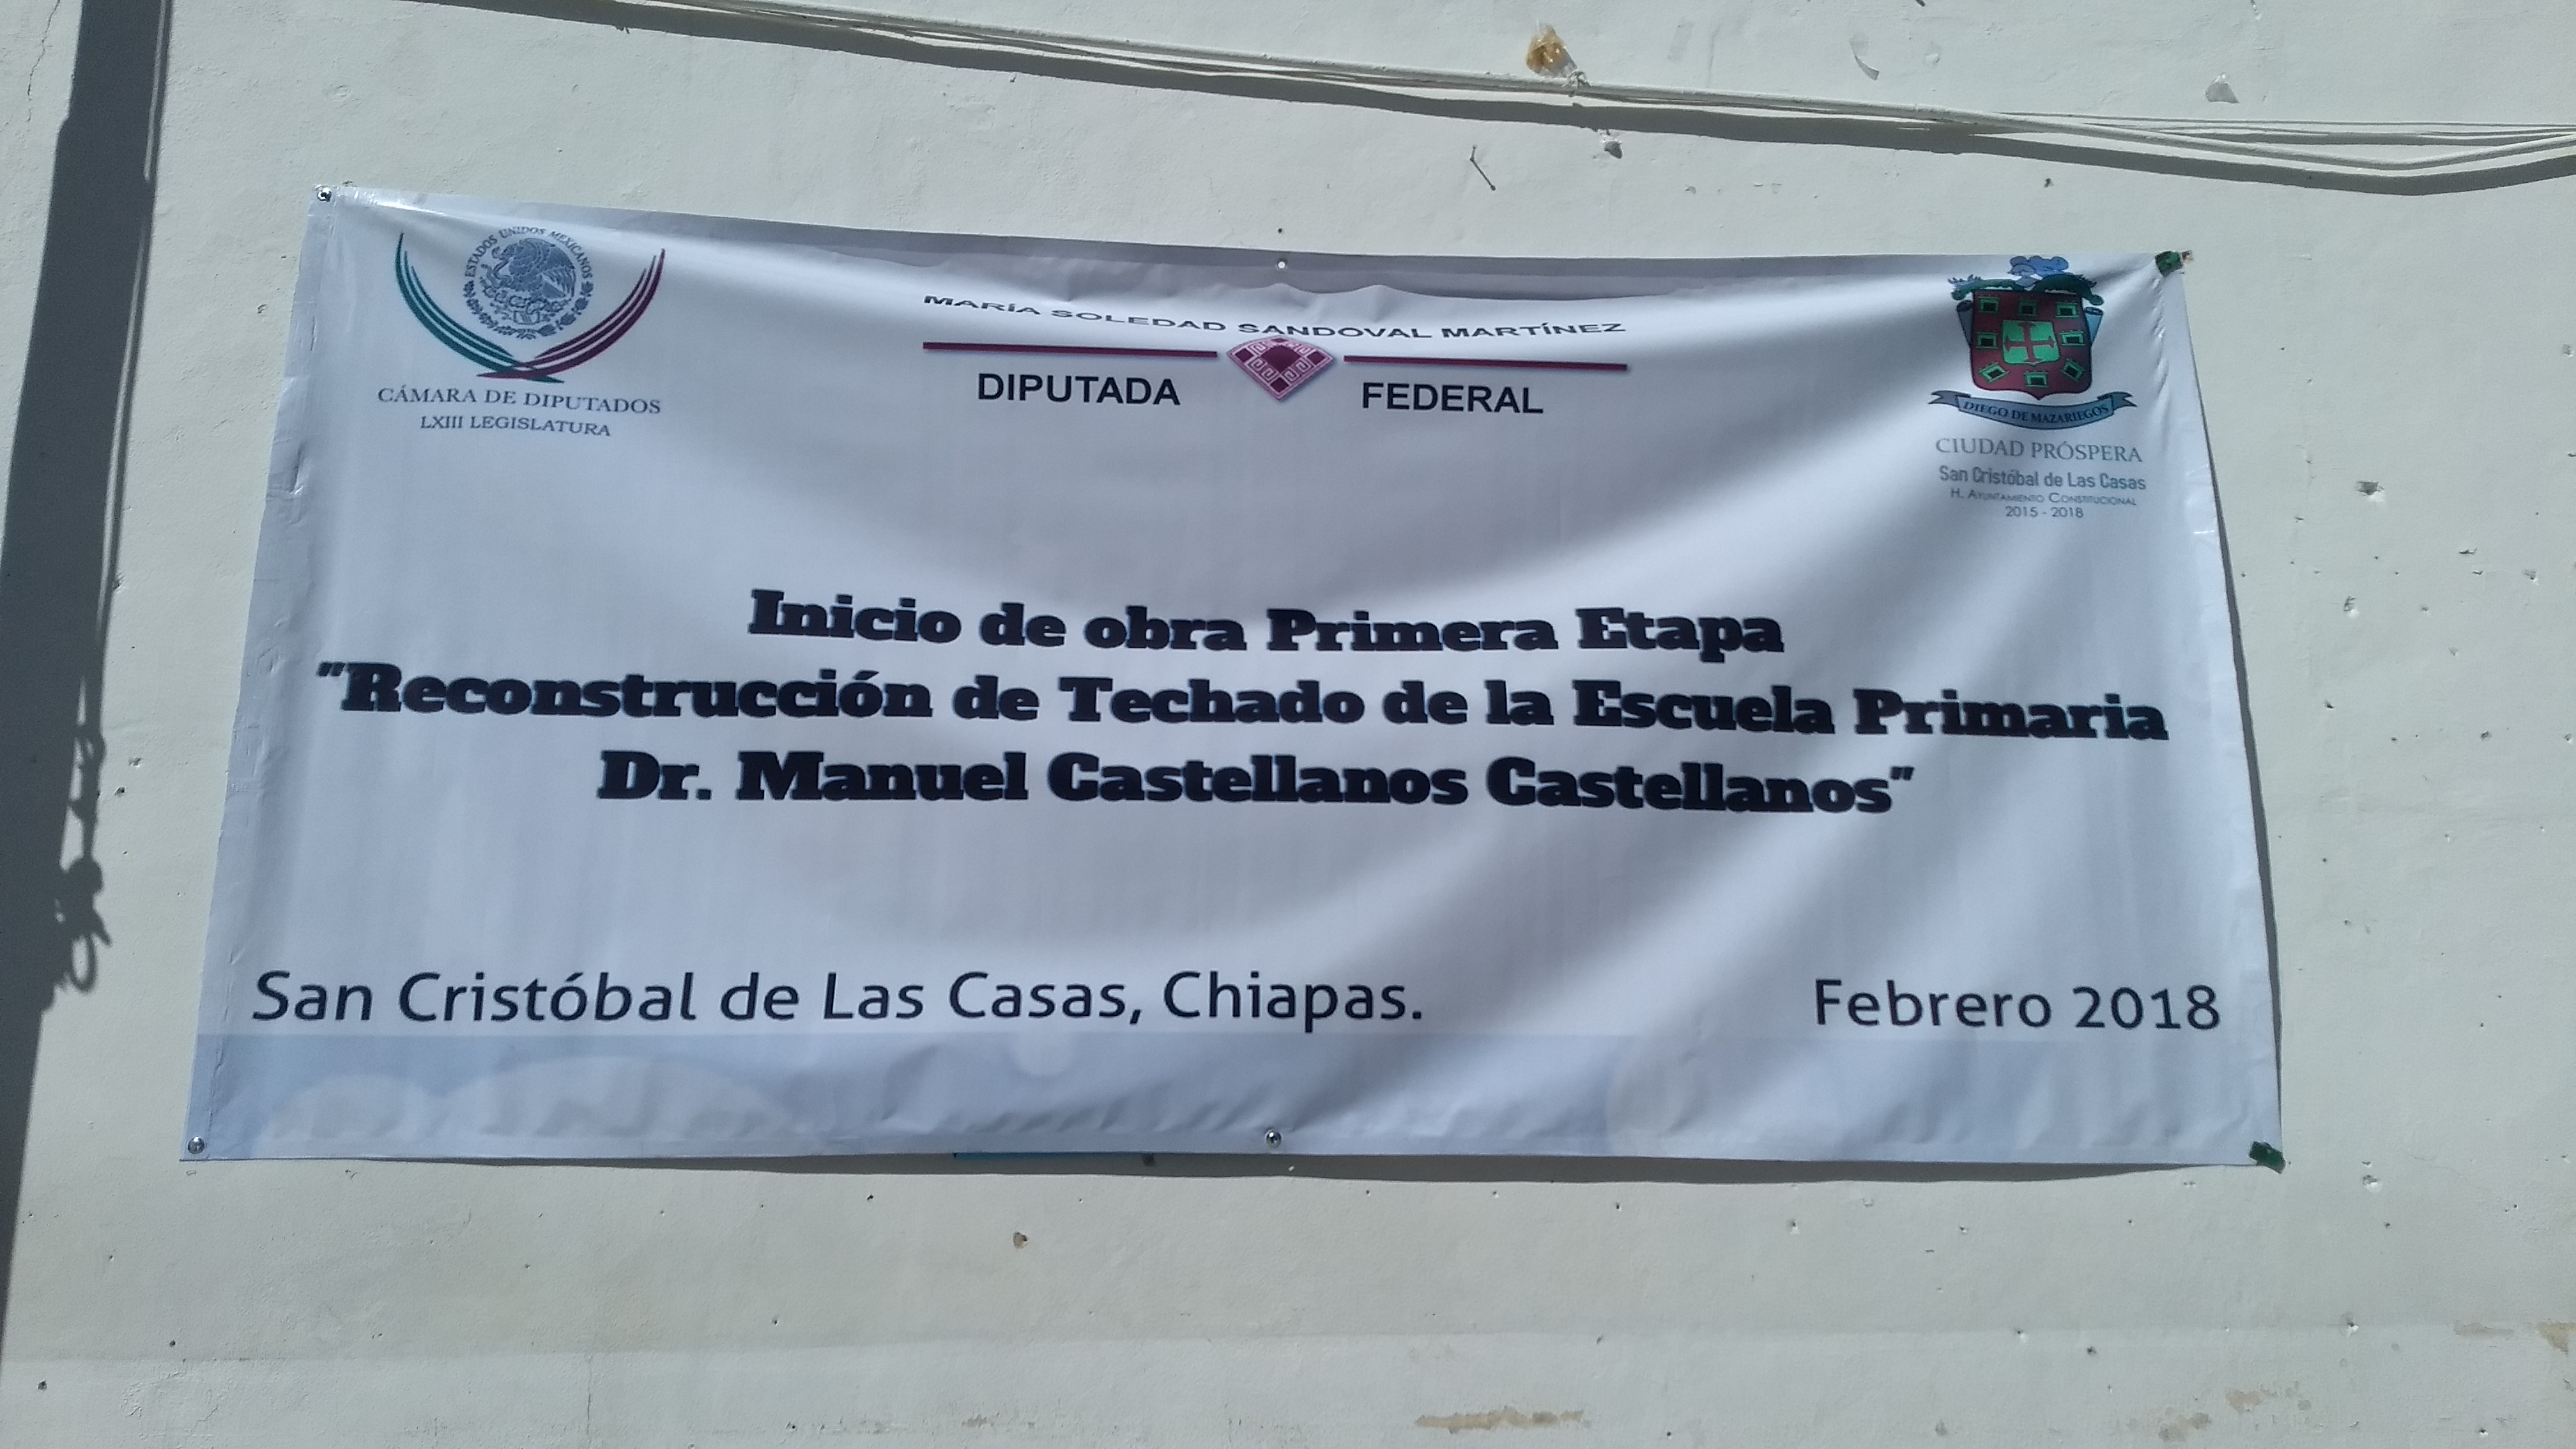 ESTADOS UNIDOS MEXICANOS
CÁMARA DE DIPUTADOS
LXIII LEGISLATURA
MARÍA SOLEDAD SANDOVAL MARTÍNEZ
DIPUTADA FEDERAL
DIEGO DE MAZARIEGOS
CIUDAD PRÓSPERA
San Cristóbal de Las Casas
H. AYUNTAMIENTO CONSTITUCIONAL
2015 - 2018
Inicio de obra Primera Etapa
"Reconstrucción de Techado de la Escuela Primaria
Dr. Manuel Castellanos Castellanos"
San Cristóbal de Las Casas, Chiapas.
Febrero 2018